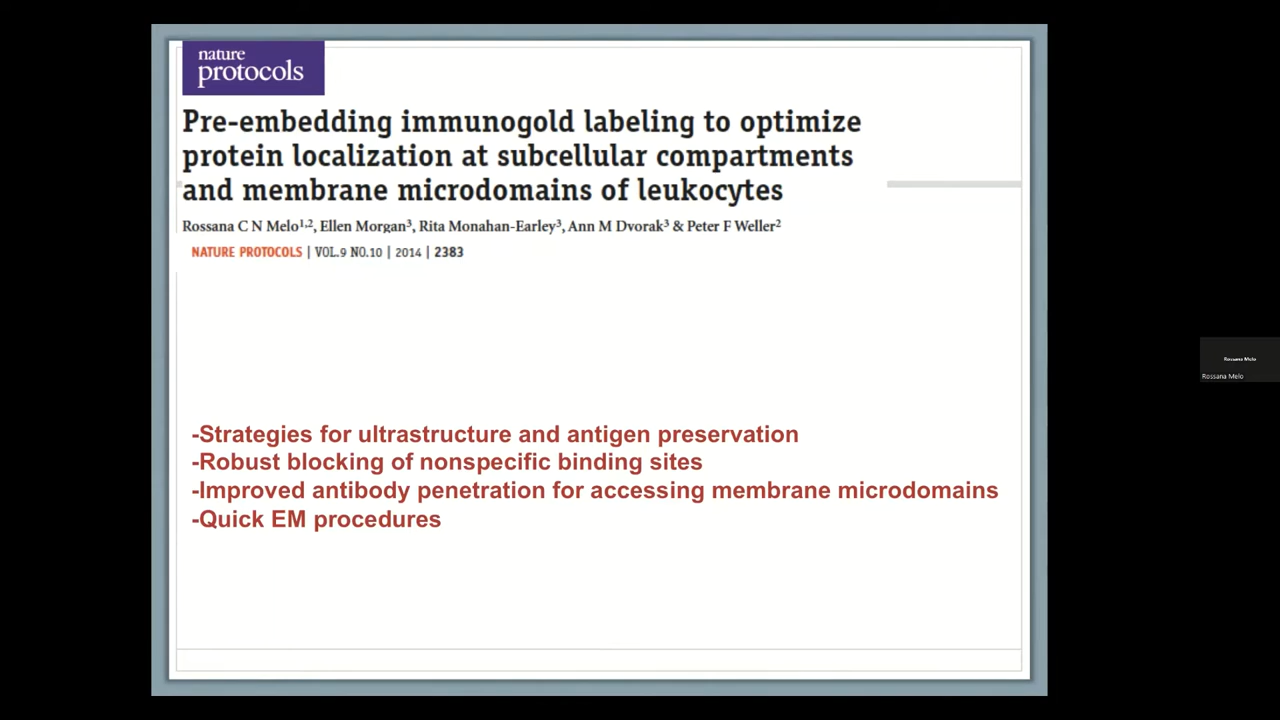 nature
protocols
Pre-embedding immunogold labeling to optimize
protein localization at subcellular compartments
and membrane microdomains of leukocytes
Rossana C N Melo1,2, Ellen Morgan3, Rita Monahan-Earley3, Ann M Dvorak3 & Peter F Weller2
NATURE PROTOCOLS | VOL.9 NO.10 | 2014 | 2383
-Strategies for ultrastructure and antigen preservation
-Robust blocking of nonspecific binding sites
-Improved antibody penetration for accessing membrane microdomains
-Quick EM procedures
Rossana Melo
Rossana Melo